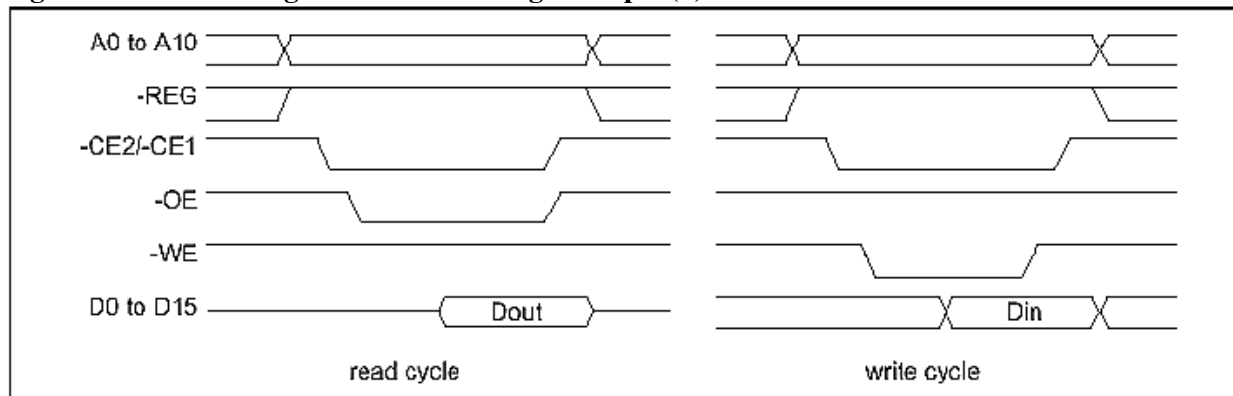 A0 to A10
-REG
-CE2/-CE1
-OE
-WE
D0 to D15
Dout
Din
read cycle
write cycle